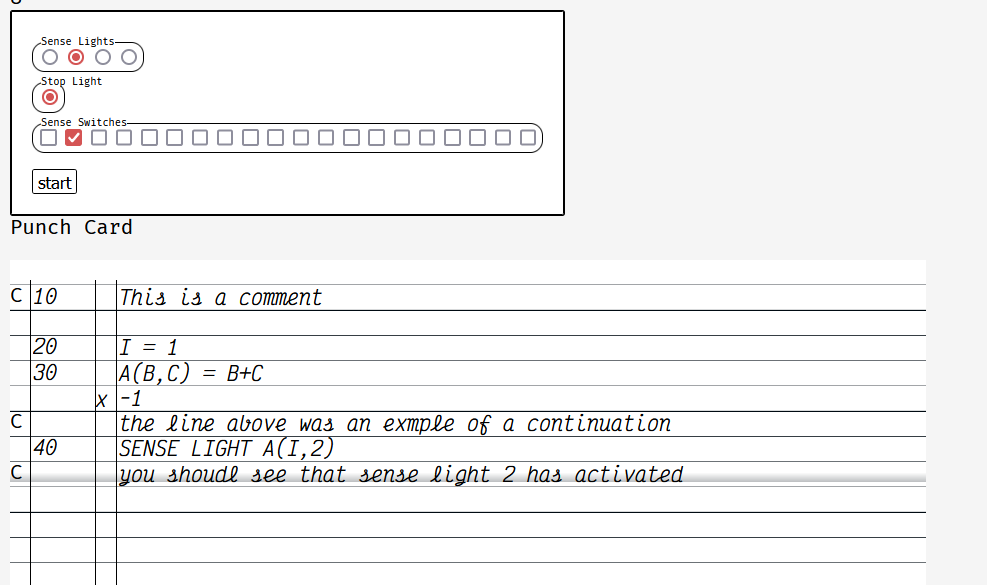 Sense Lights
Stop Light
Sense Switches
start
Punch Card
C 10 This is a comment
20 I = 1
30 A(B,C) = B+C
x -1
C the line above was an exmple of a continuation
40 SENSE LIGHT A(I,2)
C you shoudl see that sense light 2 has activated